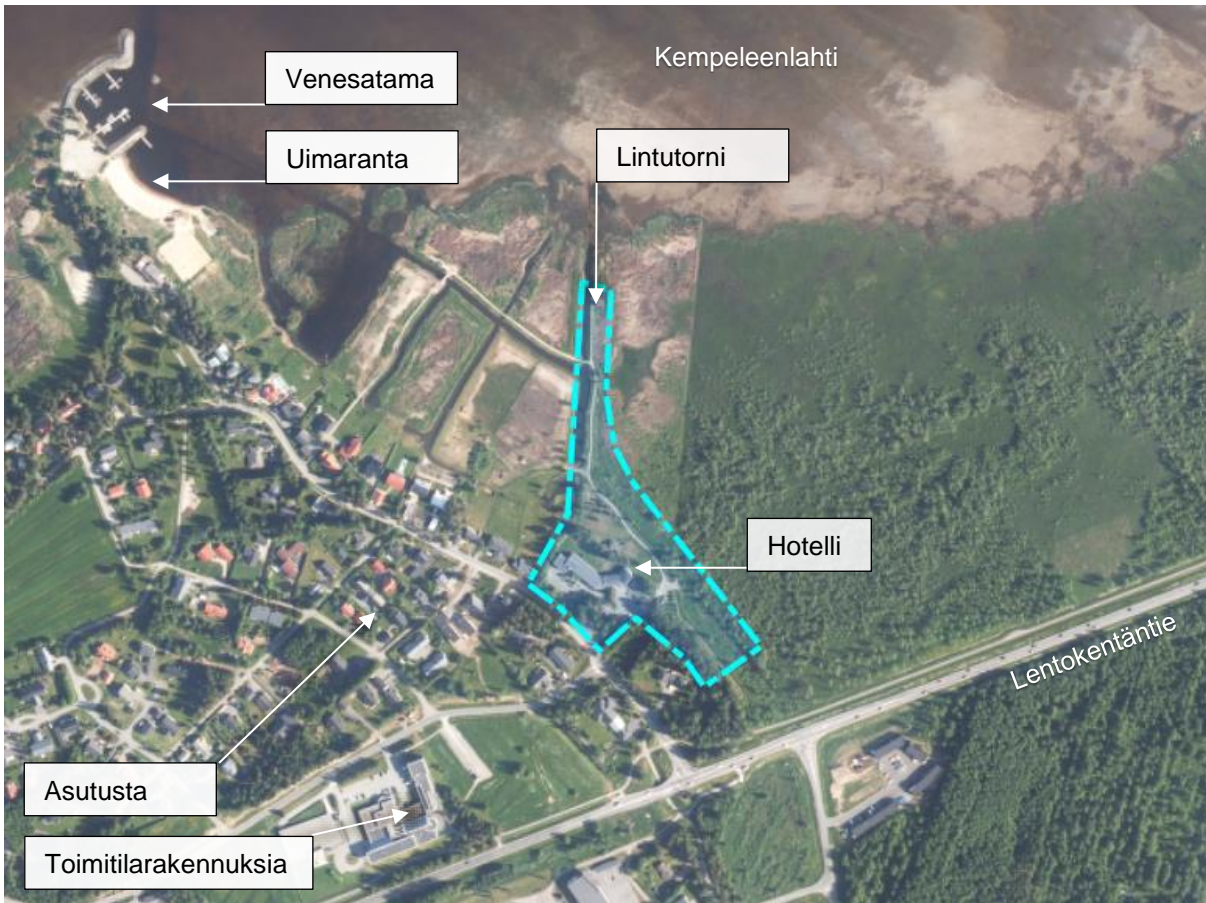 Kempeleenlahti
Venesatama
Uimaranta
Lintutorni
Hotelli
Lentokentäntie
Asutusta
Toimitilarakennuksia